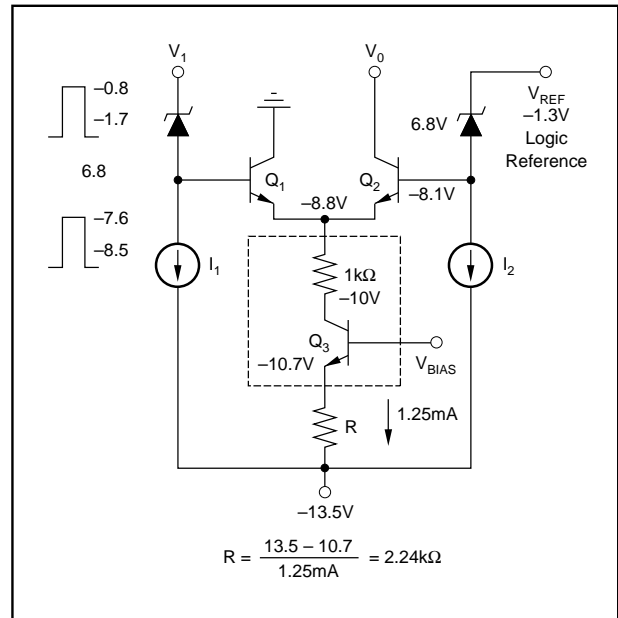 V1
V0
–0.8
–1.7
6.8
–7.6
–8.5
6.8V
VREF
–1.3V
Logic
Reference
Q1
Q2
–8.8V
–8.1V
I1
I2
1kΩ
–10V
Q3
–10.7V
VBIAS
R
1.25mA
–13.5V
R = 13.5 – 10.7 / 1.25mA = 2.24kΩ